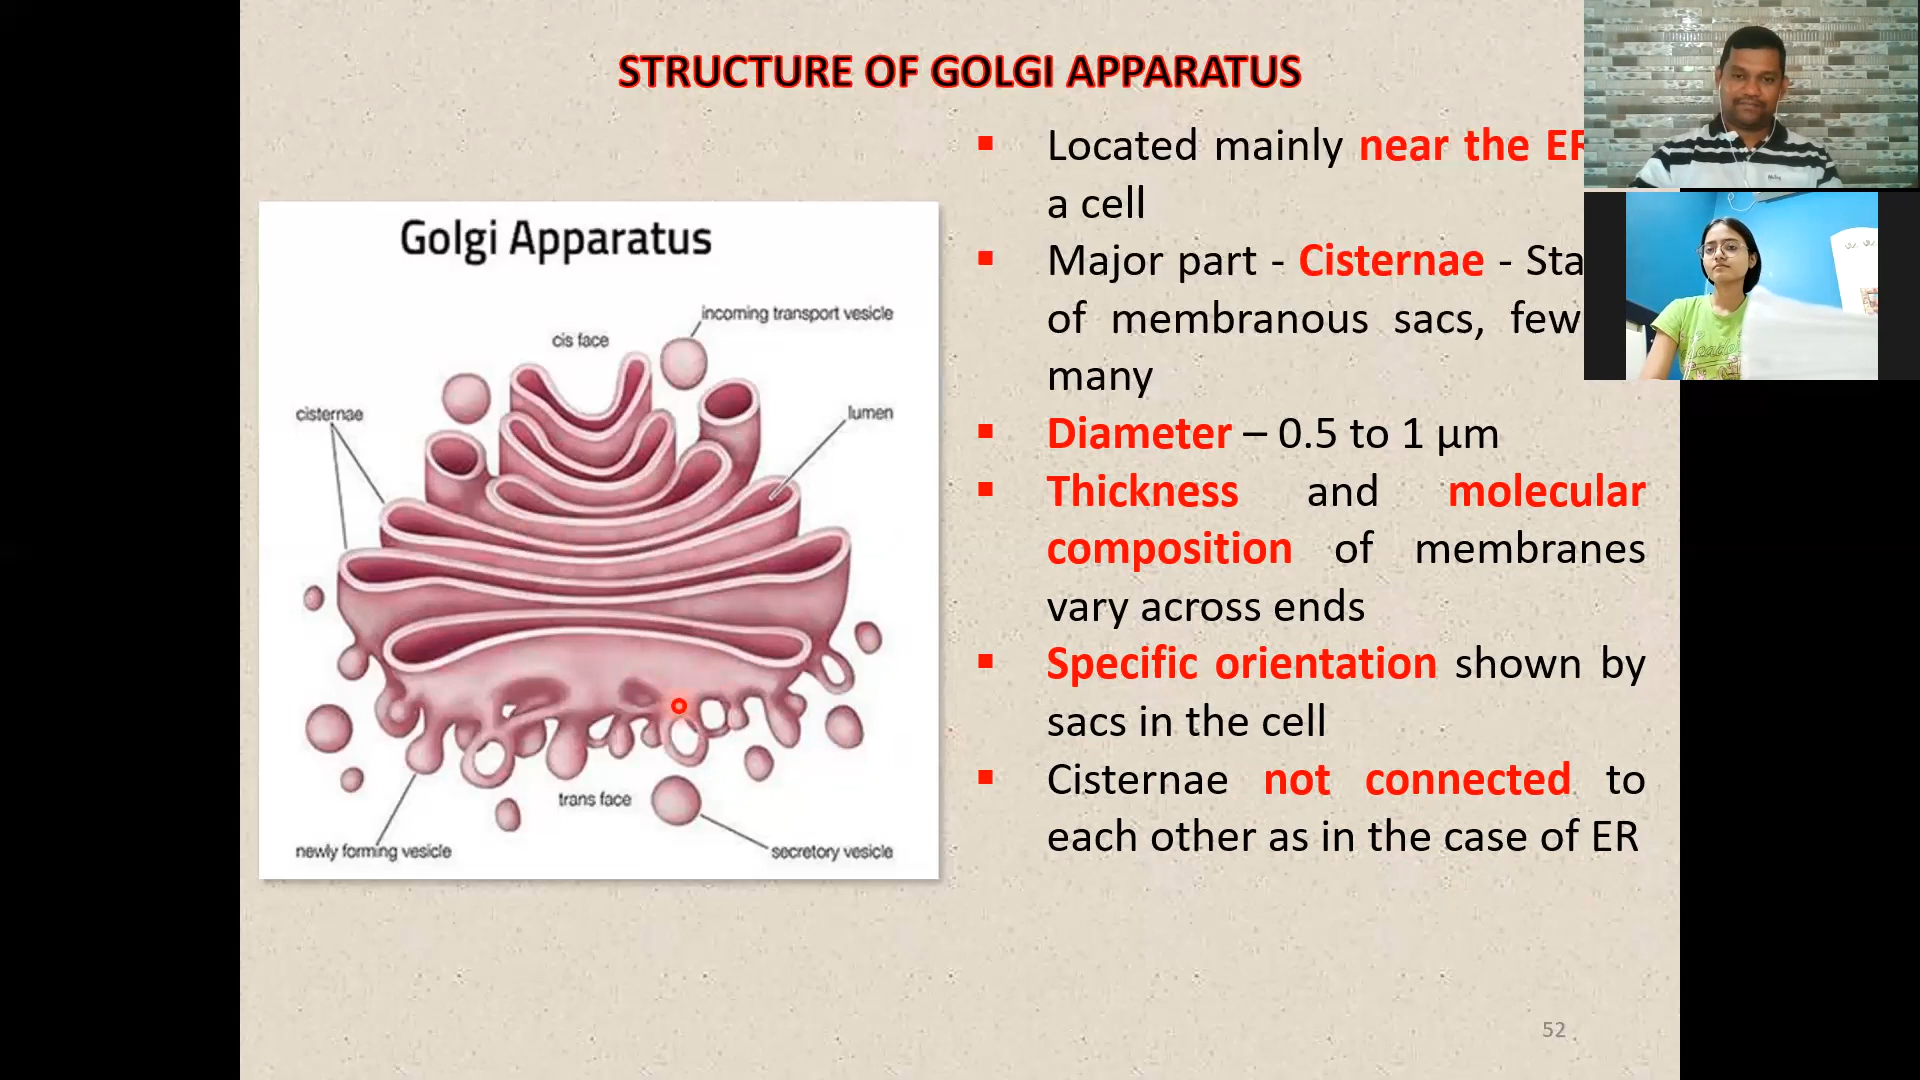 STRUCTURE OF GOLGI APPARATUS
Located mainly near the ER
a cell
Major part - Cisternae - Sta
of membranous sacs, few
many
Diameter – 0.5 to 1 µm
Thickness and molecular
composition of membranes
vary across ends
Specific orientation shown by
sacs in the cell
Cisternae not connected to
each other as in the case of ER
Golgi Apparatus
incoming transport vesicle
cis face
cisternae
lumen
trans face
newly forming vesicle
secretory vesicle
52